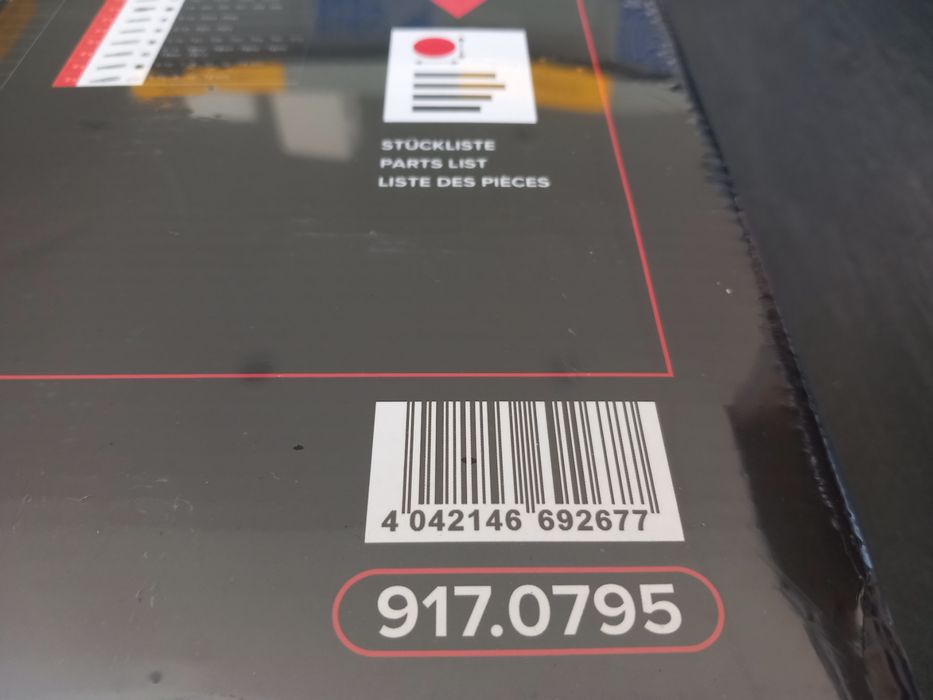 STÜCKLISTE
PARTS LIST
LISTE DES PIÈCES
4 042146 692677
917.0795